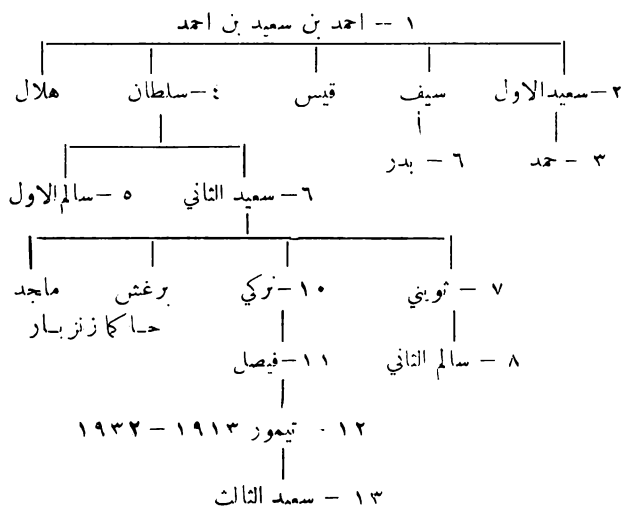 ١ -- احمد بن سعيد بن احمد
٢-سعيد الاول سيف قيس ٤-سلطان هلال
٣ - حمد ٦ - بدر
٦-سعيد الثاني ٥ -سالم الاول
٧ - ثويني ١٠-تركي برغش ماجد
حاكما زنزبار
٨ - سالم الثاني ١١-فيصل
١٢ - تيمور ١٩١٣ - ١٩٣٢
١٣ - سعيد الثالث